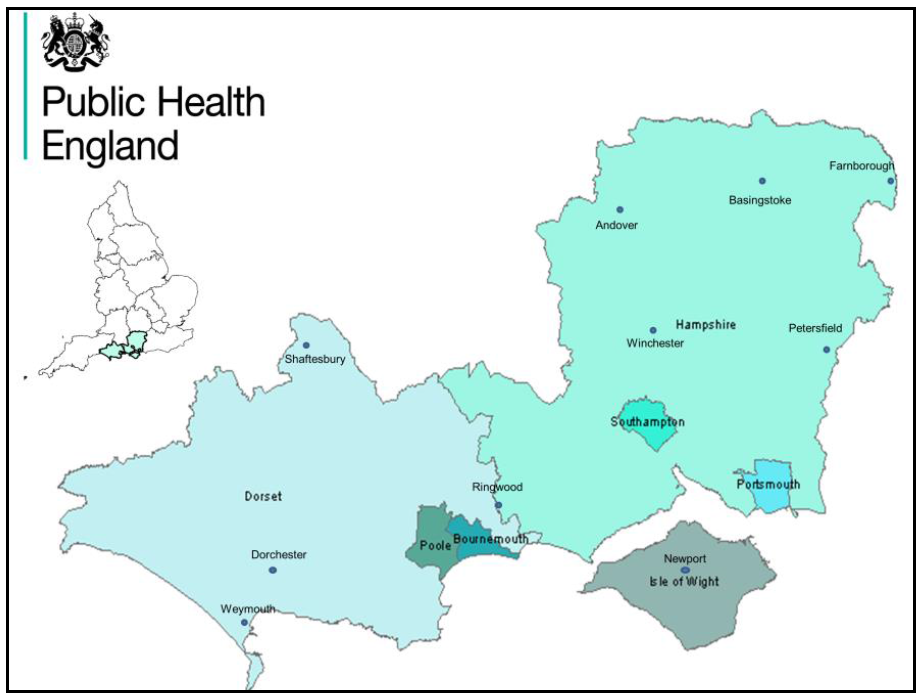 Public Health
England
Farnborough
Basingstoke
Andover
Hampshire
Winchester
Petersfield
Shaftesbury
Southampton
Portsmouth
Ringwood
Dorset
Bournemouth
Poole
Dorchester
Newport
Isle of Wight
Weymouth